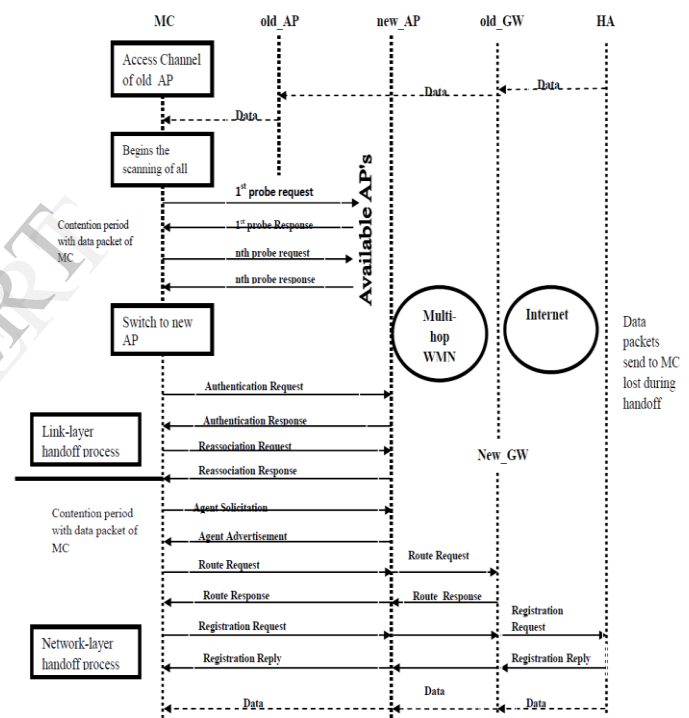 MC old_AP new_AP old_GW HA
Access Channel
of old AP
Data
Data
Data
Begins the
scanning of all
1st probe request
1st probe Response
nth probe request
nth probe response
Available AP's
Contention period
with data packet of
MC
Switch to new
AP
Multi-
hop
WMN
Internet
Data
packets
send to MC
lost during
handoff
Authentication Request
Authentication Response
Link-layer
handoff process
Reassociation Request
Reassociation Response
New_GW
Contention period
with data packet of
MC
Agent Solicitation
Agent Advertisement
Route Request
Route Request
Route Response
Route Response
Registration
Request
Registration Request
Network-layer
handoff process
Registration Reply
Registration Reply
Data
Data
Data